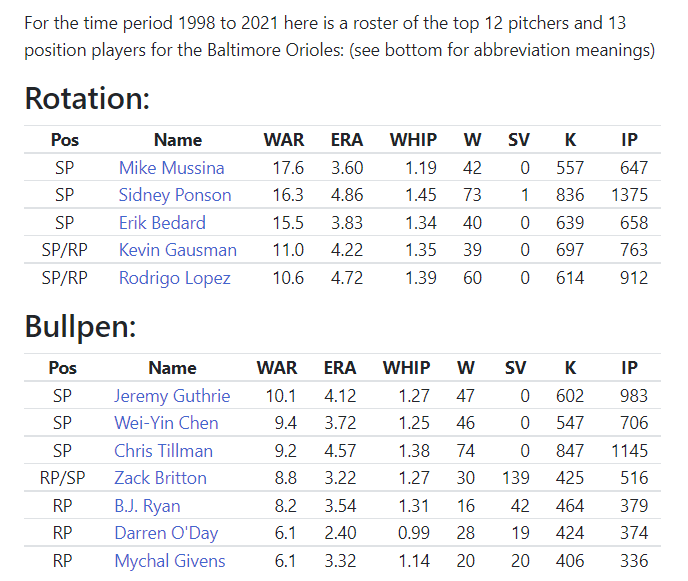 For the time period 1998 to 2021 here is a roster of the top 12 pitchers and 13
position players for the Baltimore Orioles: (see bottom for abbreviation meanings)
Rotation:
Pos Name WAR ERA WHIP W SV K IP
SP Mike Mussina 17.6 3.60 1.19 42 0 557 647
SP Sidney Ponson 16.3 4.86 1.45 73 1 836 1375
SP Erik Bedard 15.5 3.83 1.34 40 0 639 658
SP/RP Kevin Gausman 11.0 4.22 1.35 39 0 697 763
SP/RP Rodrigo Lopez 10.6 4.72 1.39 60 0 614 912
Bullpen:
Pos Name WAR ERA WHIP W SV K IP
SP Jeremy Guthrie 10.1 4.12 1.27 47 0 602 983
SP Wei-Yin Chen 9.4 3.72 1.25 46 0 547 706
SP Chris Tillman 9.2 4.57 1.38 74 0 847 1145
RP/SP Zack Britton 8.8 3.22 1.27 30 139 425 516
RP B.J. Ryan 8.2 3.54 1.31 16 42 464 379
RP Darren O'Day 6.1 2.40 0.99 28 19 424 374
RP Mychal Givens 6.1 3.32 1.14 20 20 406 336